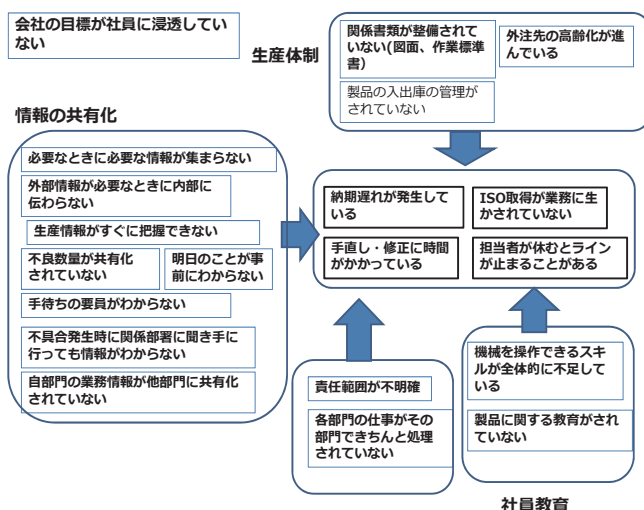 会社の目標が社員に浸透してい
ない
生産体制
関係書類が整備されて
いない(図面、作業標準
書)
外注先の高齢化が進
んでいる
製品の入出庫の管理が
されていない
情報の共有化
必要なときに必要な情報が集まらない
外部情報が必要なときに内部に
伝わらない
生産情報がすぐに把握できない
不良数量が共有化
されていない
明日のことが事
前にわからない
手待ちの要員がわからない
不具合発生時に関係部署に聞き手に
行っても情報がわからない
自部門の業務情報が他部門に共有化
されていない
納期遅れが発生して
いる
ISO取得が業務に生
かされていない
手直し・修正に時間
がかかっている
担当者が休むとライン
が止まることがある
責任範囲が不明確
各部門の仕事がその
部門できちんと処理
されていない
機械を操作できるスキ
ルが全体的に不足して
いる
製品に関する教育がされ
ていない
社員教育